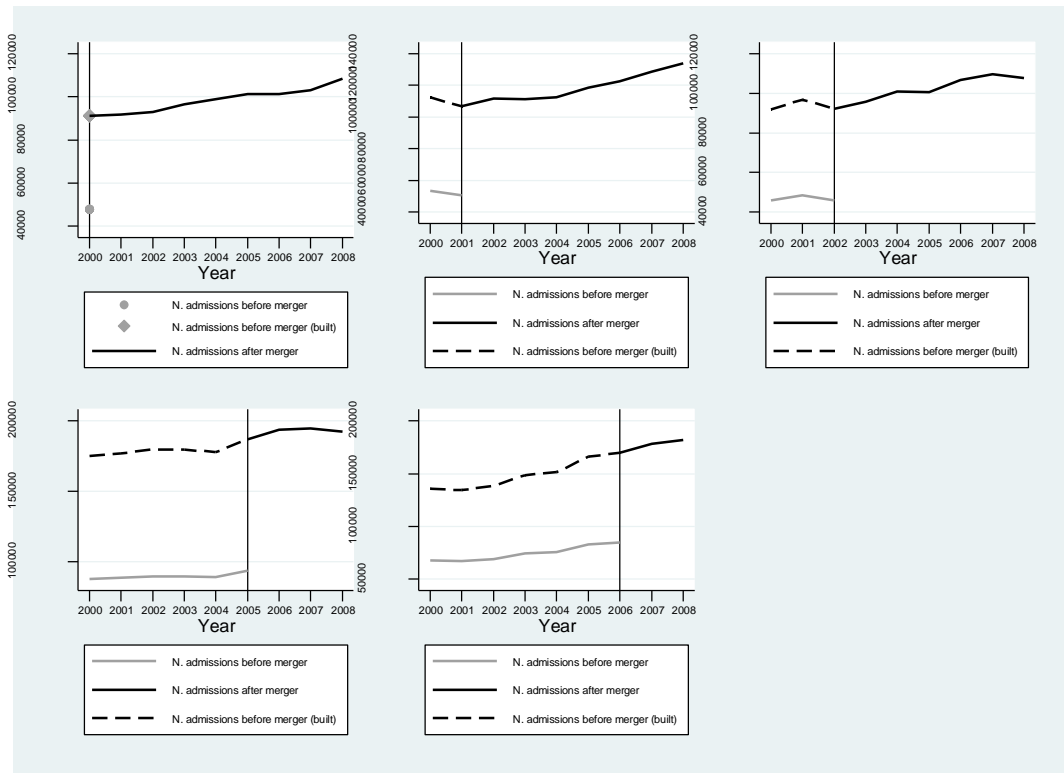 120000
100000
80000
60000
40000
2000 2001 2002 2003 2004 2005 2006 2007 2008
Year
N. admissions before merger
N. admissions before merger (built)
N. admissions after merger
140000
120000
100000
80000
60000
40000
2000 2001 2002 2003 2004 2005 2006 2007 2008
Year
N. admissions before merger
N. admissions after merger
N. admissions before merger (built)
120000
100000
80000
40000
2000 2001 2002 2003 2004 2005 2006 2007 2008
Year
N. admissions before merger
N. admissions after merger
N. admissions before merger (built)
200000
150000
100000
2000 2001 2002 2003 2004 2005 2006 2007 2008
Year
N. admissions before merger
N. admissions after merger
N. admissions before merger (built)
200000
150000
100000
50000
2000 2001 2002 2003 2004 2005 2006 2007 2008
Year
N. admissions before merger
N. admissions after merger
N. admissions before merger (built)